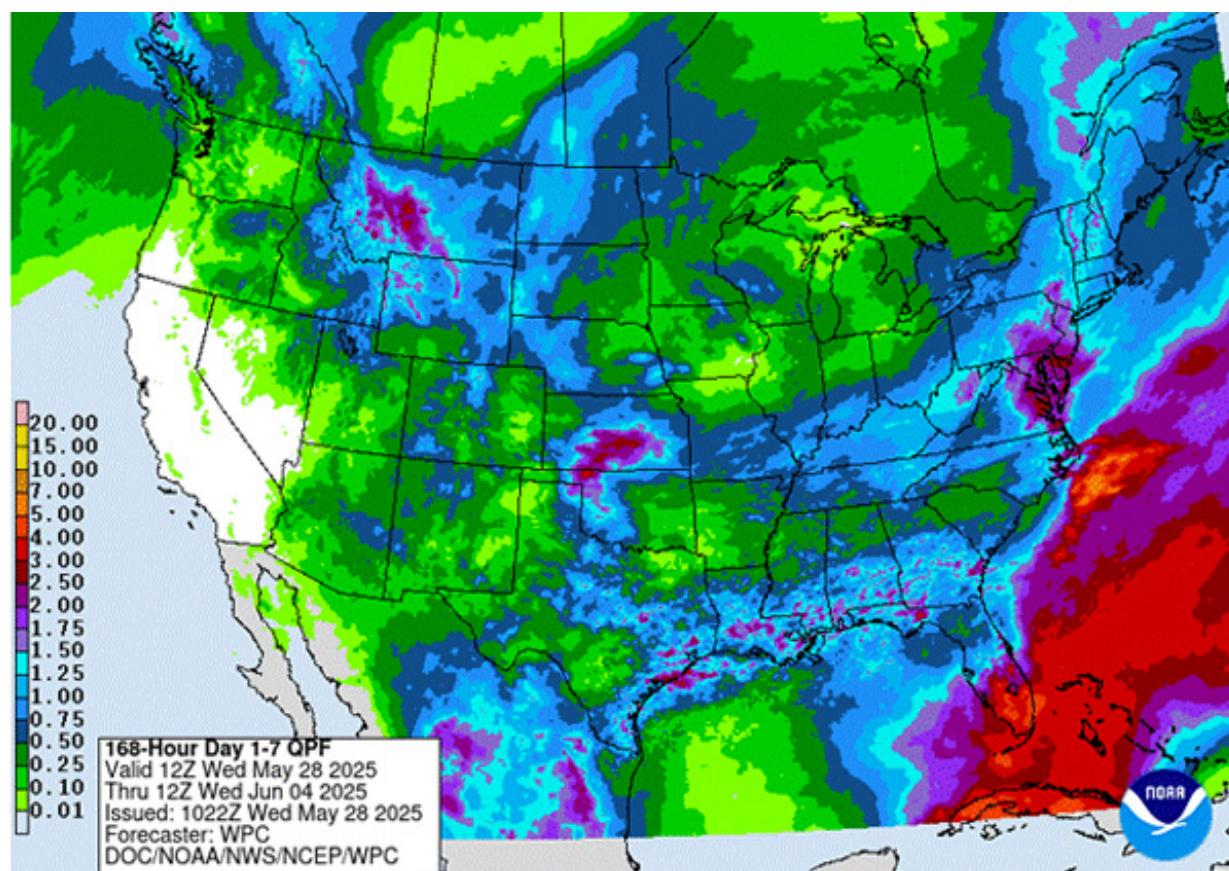 20.00
15.00
10.00
7.00
5.00
4.00
3.00
2.50
2.00
1.75
1.50
1.25
1.00
0.75
0.50
0.25
0.10
0.01
168-Hour Day 1-7 QPF
Valid 12Z Wed May 28 2025
Thru 12Z Wed Jun 04 2025
Issued: 1022Z Wed May 28 2025
Forecaster: WPC
DOC/NOAA/NWS/NCEP/WPC
NOAA